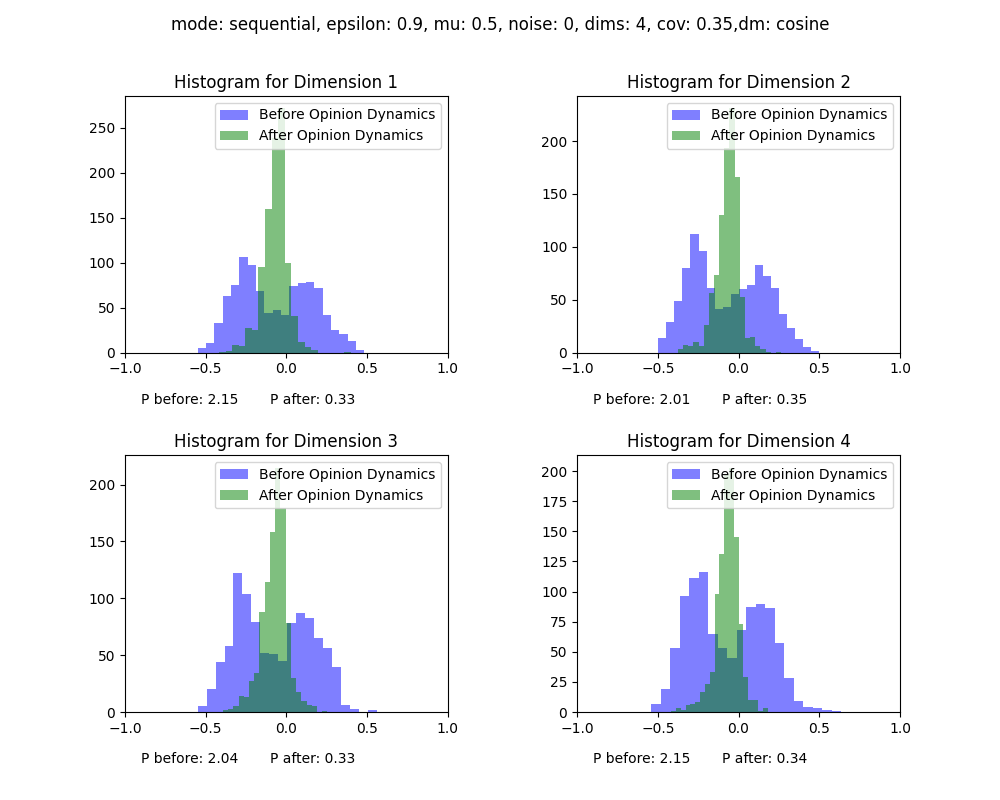 mode: sequential, epsilon: 0.9, mu: 0.5, noise: 0, dims: 4, cov: 0.35,dm: cosine
Histogram for Dimension 1
Before Opinion Dynamics
After Opinion Dynamics
250
200
150
100
50
0
−1.0 −0.5 0.0 0.5 1.0
P before: 2.15 P after: 0.33
Histogram for Dimension 2
Before Opinion Dynamics
After Opinion Dynamics
200
150
100
50
0
−1.0 −0.5 0.0 0.5 1.0
P before: 2.01 P after: 0.35
Histogram for Dimension 3
Before Opinion Dynamics
After Opinion Dynamics
200
150
100
50
0
−1.0 −0.5 0.0 0.5 1.0
P before: 2.04 P after: 0.33
Histogram for Dimension 4
Before Opinion Dynamics
After Opinion Dynamics
200
175
150
125
100
75
50
25
0
−1.0 −0.5 0.0 0.5 1.0
P before: 2.15 P after: 0.34